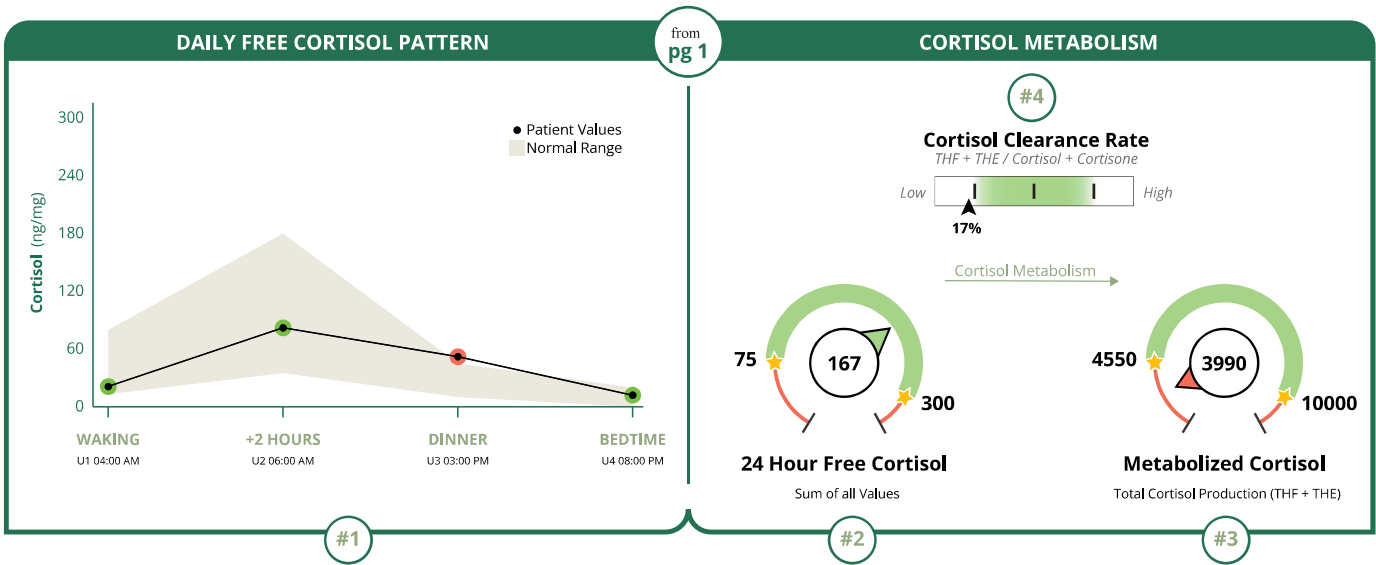 DAILY FREE CORTISOL PATTERN
from
pg 1
CORTISOL METABOLISM
300
240
180
120
60
0
Cortisol (ng/mg)
Patient Values
Normal Range
WAKING
U1 04:00 AM
+2 HOURS
U2 06:00 AM
DINNER
U3 03:00 PM
BEDTIME
U4 08:00 PM
#1
#4
Cortisol Clearance Rate
THF + THE / Cortisol + Cortisone
Low
High
17%
Cortisol Metabolism
75
167
300
24 Hour Free Cortisol
Sum of all Values
#2
4550
3990
10000
Metabolized Cortisol
Total Cortisol Production (THF + THE)
#3